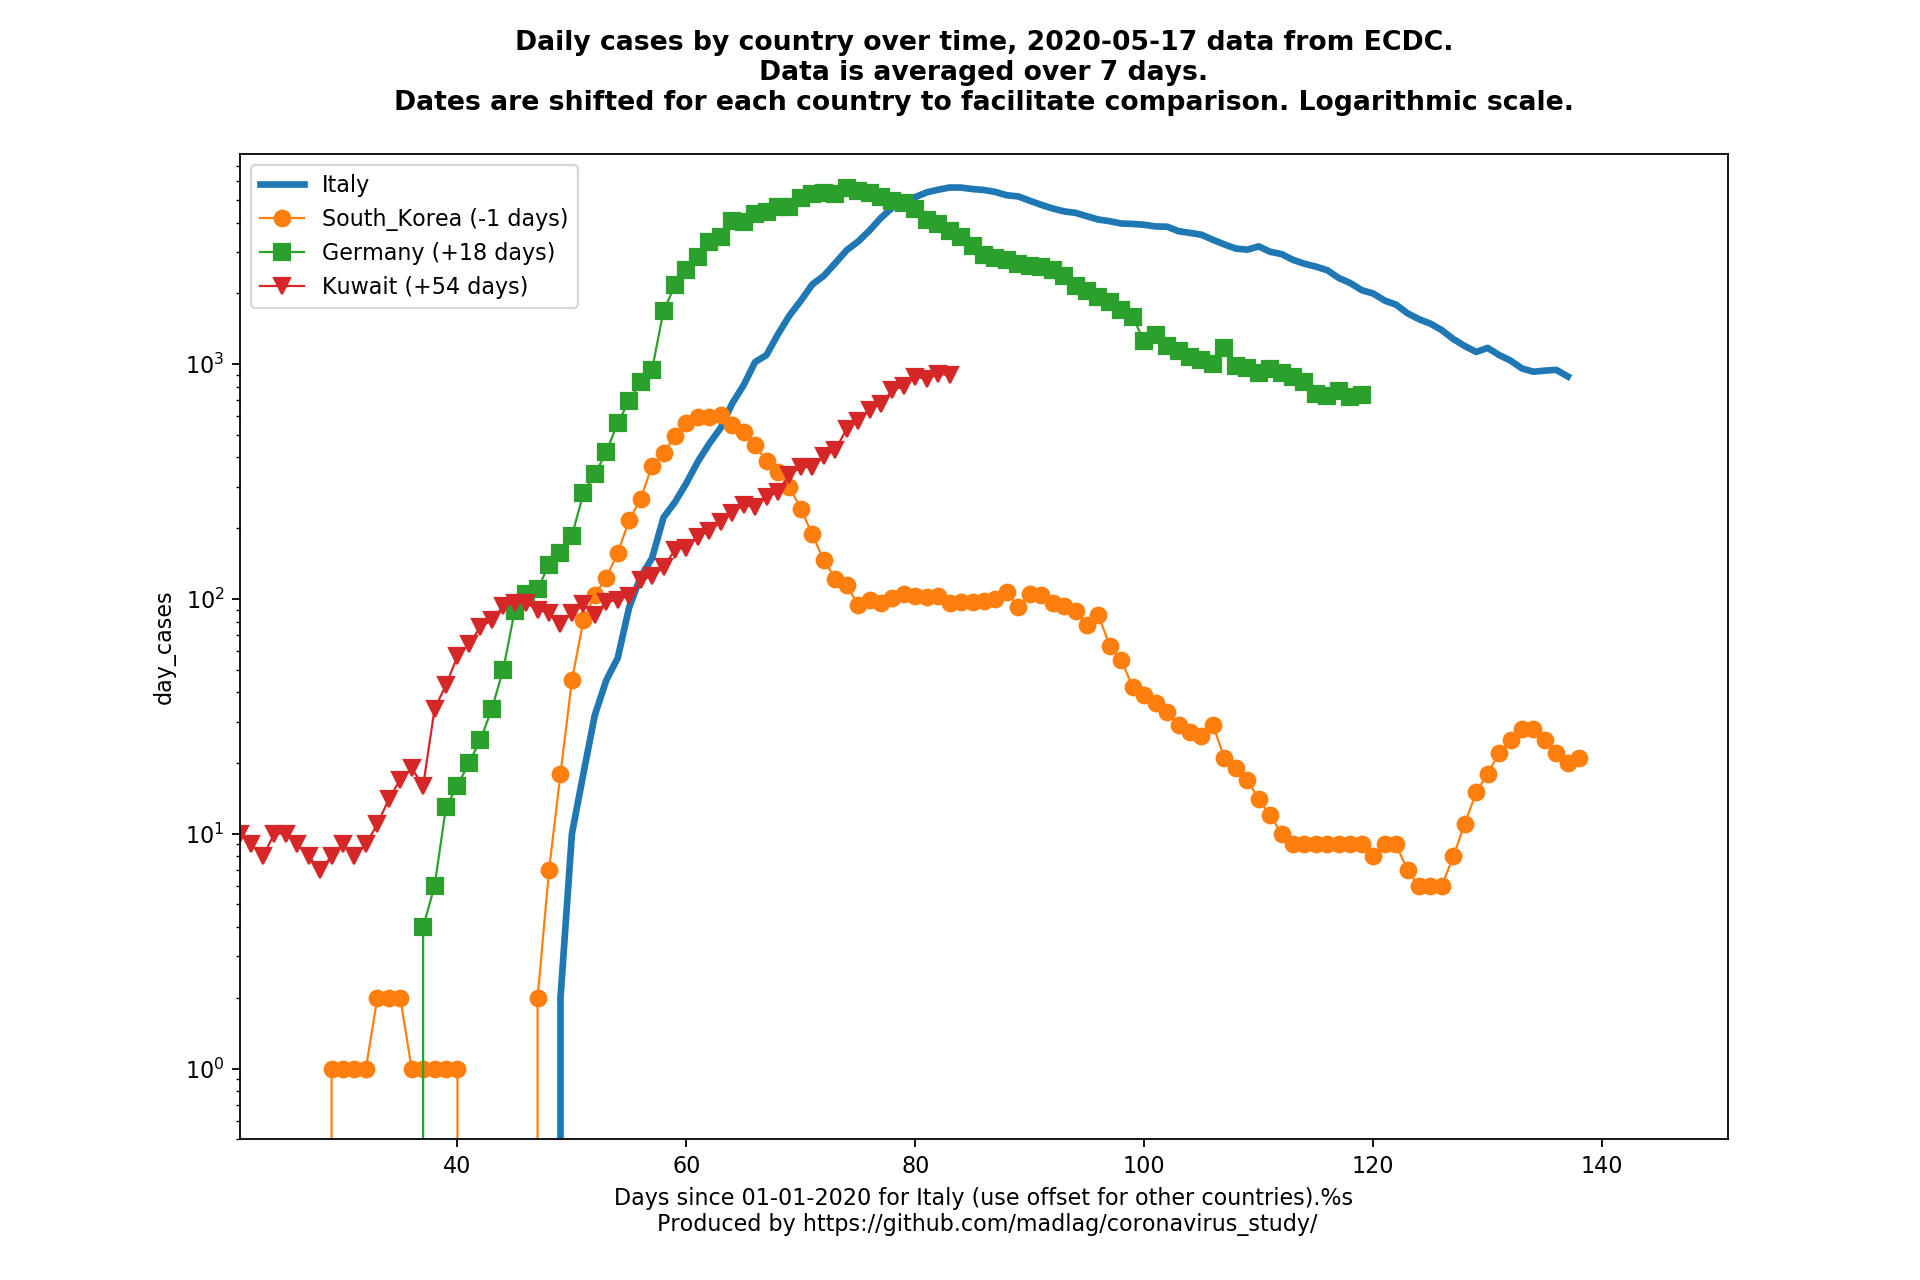 Daily cases by country over time, 2020-05-17 data from ECDC.
Data is averaged over 7 days.
Dates are shifted for each country to facilitate comparison. Logarithmic scale.
Italy
South_Korea (-1 days)
Germany (+18 days)
Kuwait (+54 days)
10³
10²
10¹
10⁰
day_cases
40 60 80 100 120 140
Days since 01-01-2020 for Italy (use offset for other countries).%s
Produced by https://github.com/madlag/coronavirus_study/